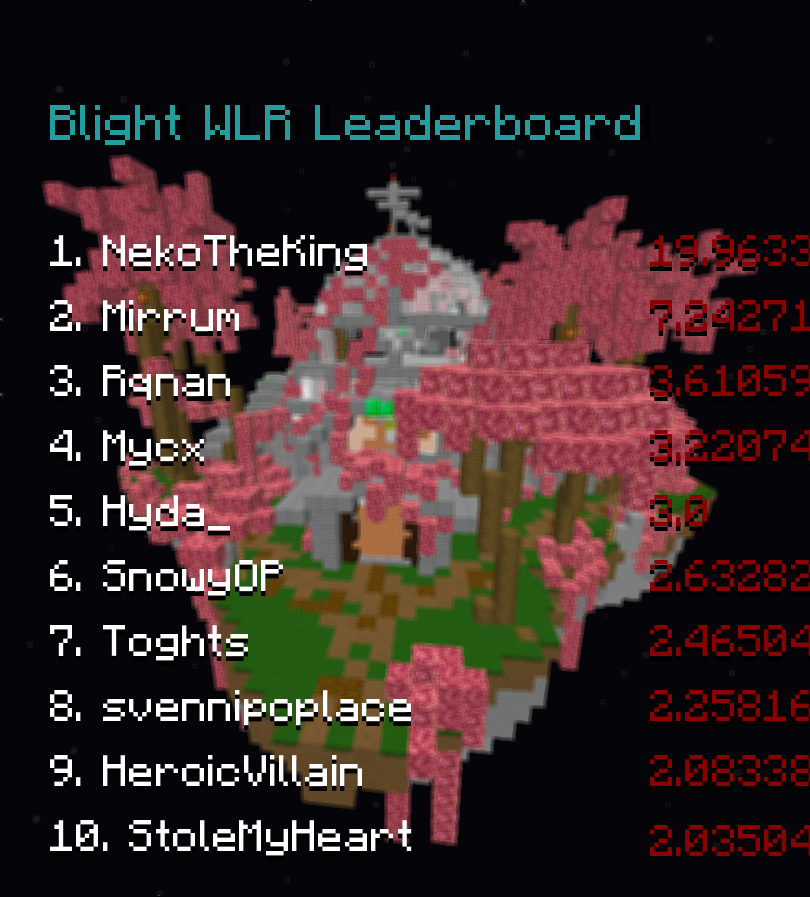 Blight WLR Leaderboard
1. NekoTheKing 19.9633
2. Mirrum 7.24271
3. Rqnan 3.61059
4. Mycx 3.22074
5. Hyda_ 3.0
6. SnowyOP 2.63282
7. Toghts 2.46504
8. svennipoplace 2.25816
9. HeroicVillain 2.08338
10. StoleMyHeart 2.03504